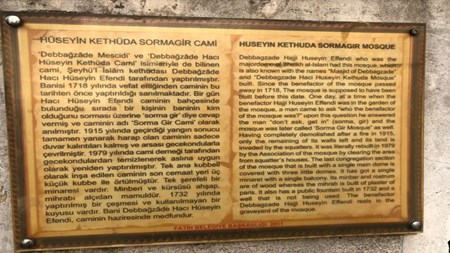 HÜSEYİN KETHÜDA SORMAGİR CAMİ
'Debbağzâde Mescidi' ve 'Debbağzâde Hacı
Hüseyin Kethüda Camii' isimleriyle de bilinen
cami, Şeyhü'l İslâm kethüdası Debbağzâde
Hacı Hüseyin Efendi tarafından yaptırılmıştır.
Banisi 1718 yılında vefat ettiğinden caminin bu
tarihten önce yaptırıldığı sanılmaktadır. Bir gün
Hacı Hüseyin Efendi caminin bahçesinde
bulunduğu sırada bir kişinin baninin kim
olduğunu sorması üzerine 'sorma gir' diye cevap
vermiş ve caminin adı 'Sorma Gir Cami' olarak
anılmıştır. 1915 yılında geçirdiği yangın sonucu
tamamen yanarak harap olan caminin sadece
duvar kalıntıları kalmış ve arsası gecekondularla
çevrilmiştir. 1979 yılında cami derneği tarafından
gecekondulardan temizlenerek aslına uygun
olarak yeniden yaptırılmıştır. Tek ana kubbe
olarak inşa edilen caminin son cemaat yeri üç
küçük kubbe ile örtülmüştür. Tek şerefeli bir
minaresi vardır. Minberi ve kürsüsü ahşap,
mihrabı alçıdan mamuldür. 1732 yılında
yapılmış bir çeşmesi ve kullanılmayan bir
kuyusu vardır. Bani Debbağzâde Hacı Hüseyin
Efendi, caminin haziresinde medfundur.
HUSEYIN KETHUDA SORMAGIR MOSQUE
Debbagzade Hajji Huseyin Effendi who was the
majordomo of Sheih al-Islam had this mosque, which
is also known with the names "Masjid of Debbagzade"
and "Debbagzade Haci Huseyin Kethuda Mosque"
built. Since the benefactor of the mosque passed
away in 1718, The mosque is supposed to have been
built before this date. One day, at a time when the
benefactor Hajji Huseyin Effendi was in the garden of
the mosque, a man came to ask "who the benefactor
of the mosque was?" upon this question he answered
the man "don't ask, get in" (sorma, gir) and the
mosque was later called "Sorma Gir Mosque" as well.
Having completely demolished after a fire in 1915,
only the remaining of its walls left and its land is
invaded by the squatters. It was literally rebuilt in 1979
by the Association of the mosque by clearing the area
from squatter's houses. The last congregation section
of the mosque that is built with a single main dome is
covered with three little domes. It has got a single
minaret with a single balcony. Its minber and rostrum
are of wood whereas the mihrab is built of plaster of
paris. It also has a public fountain built in 1732 and a
well that is not being used. The benefactor
Debbagzade Hajji Huseyin Effendi rests in the
graveyard of the mosque.
FATİH BELEDİYE BAŞKANLIĞI